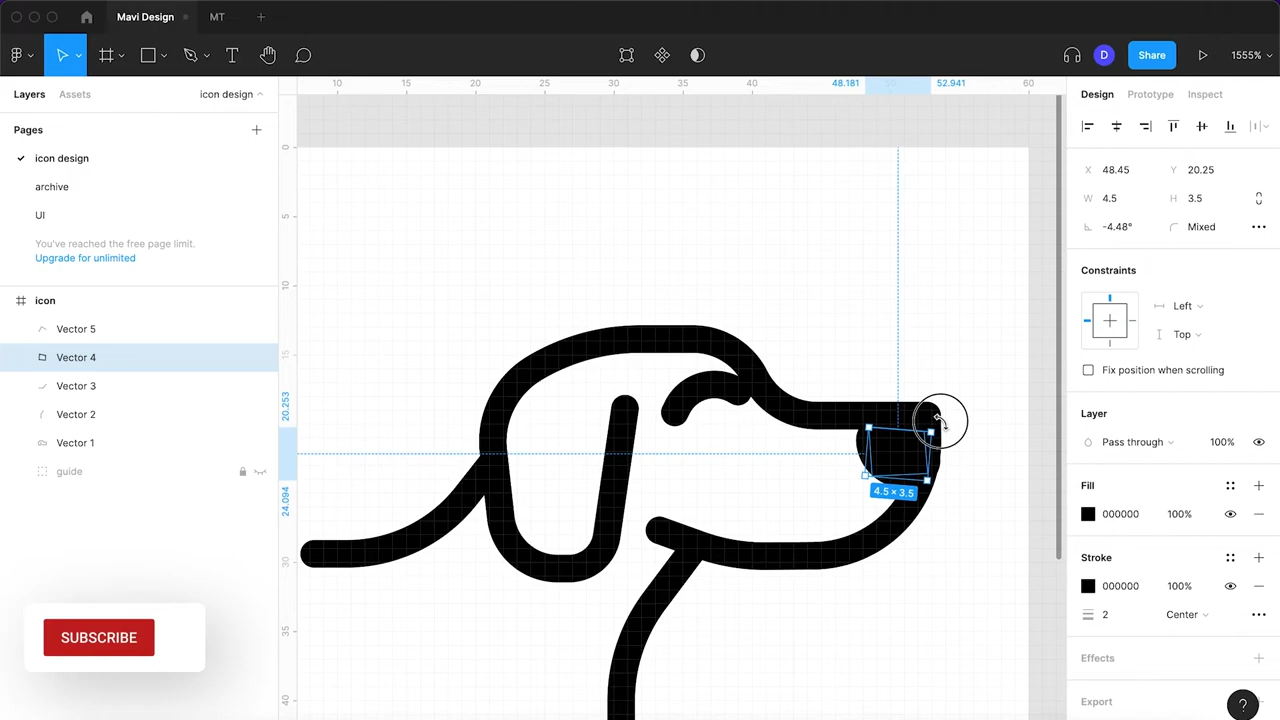 Mavi Design
MT
D
Share
1555%
Layers
Assets
icon design
Pages
icon design
archive
UI
You've reached the free page limit.
Upgrade for unlimited
icon
Vector 5
Vector 4
Vector 3
Vector 2
Vector 1
guide
SUBSCRIBE
10
15
20
25
30
35
40
45
48.181
52.941
60
0
5
10
15
20.253
24.094
30
35
40
4.5 × 3.5
Design
Prototype
Inspect
X 48.45
Y 20.25
W 4.5
H 3.5
-4.48°
Mixed
Constraints
Left
Top
Fix position when scrolling
Layer
Pass through
100%
Fill
000000
100%
Stroke
000000
100%
2
Center
Effects
Export
?